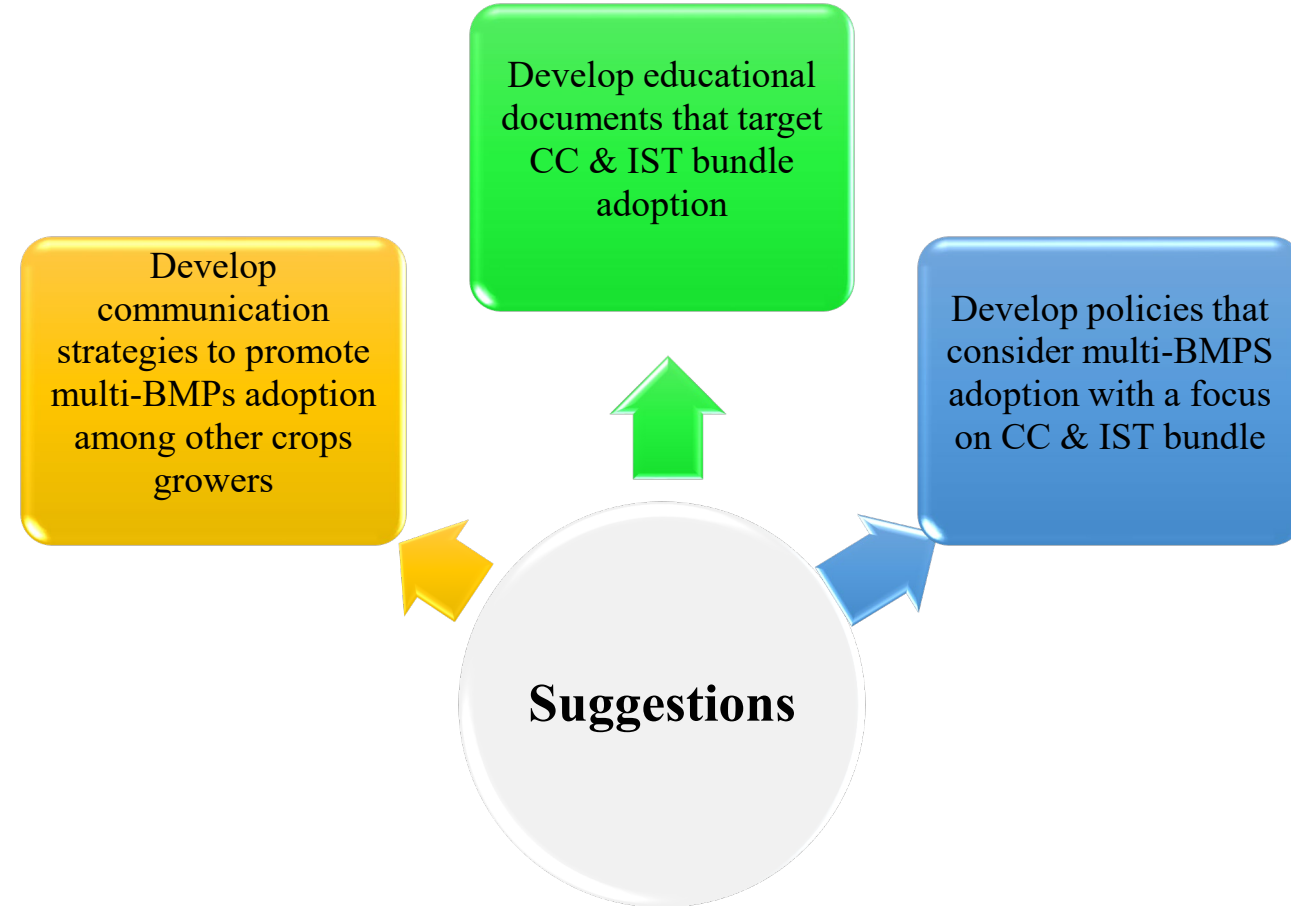 Develop educational
documents that target
CC & IST bundle
adoption
Develop
communication
strategies to promote
multi-BMPs adoption
among other crops
growers
Develop policies that
consider multi-BMPS
adoption with a focus
on CC & IST bundle
Suggestions